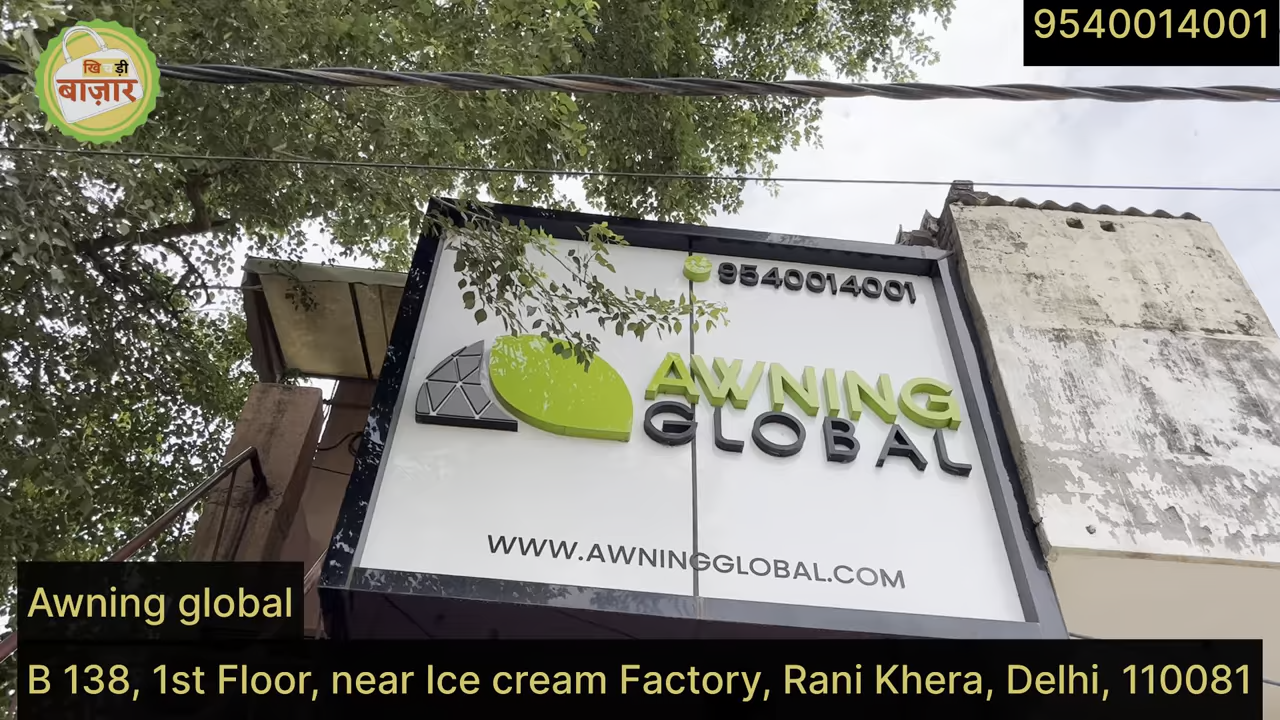 9540014001
खिचड़ी
बाज़ार
9540014001
AWNING
GLOBAL
WWW.AWNINGGLOBAL.COM
Awning global
B 138, 1st Floor, near Ice cream Factory, Rani Khera, Delhi, 110081